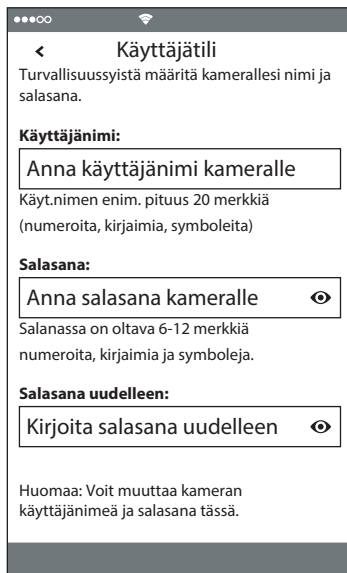 Käyttäjätili
Turvallisuussyistä määritä kamerallesi nimi ja
salasana.
Käyttäjänimi:
Anna käyttäjänimi kameralle
Käyt.nimen enim. pituus 20 merkkiä
(numeroita, kirjaimia, symboleita)
Salasana:
Anna salasana kameralle
Salanassa on oltava 6-12 merkkiä
numeroita, kirjaimia ja symboleja.
Salasana uudelleen:
Kirjoita salasana uudelleen
Huomaa: Voit muuttaa kameran
käyttäjänimeä ja salasana tässä.